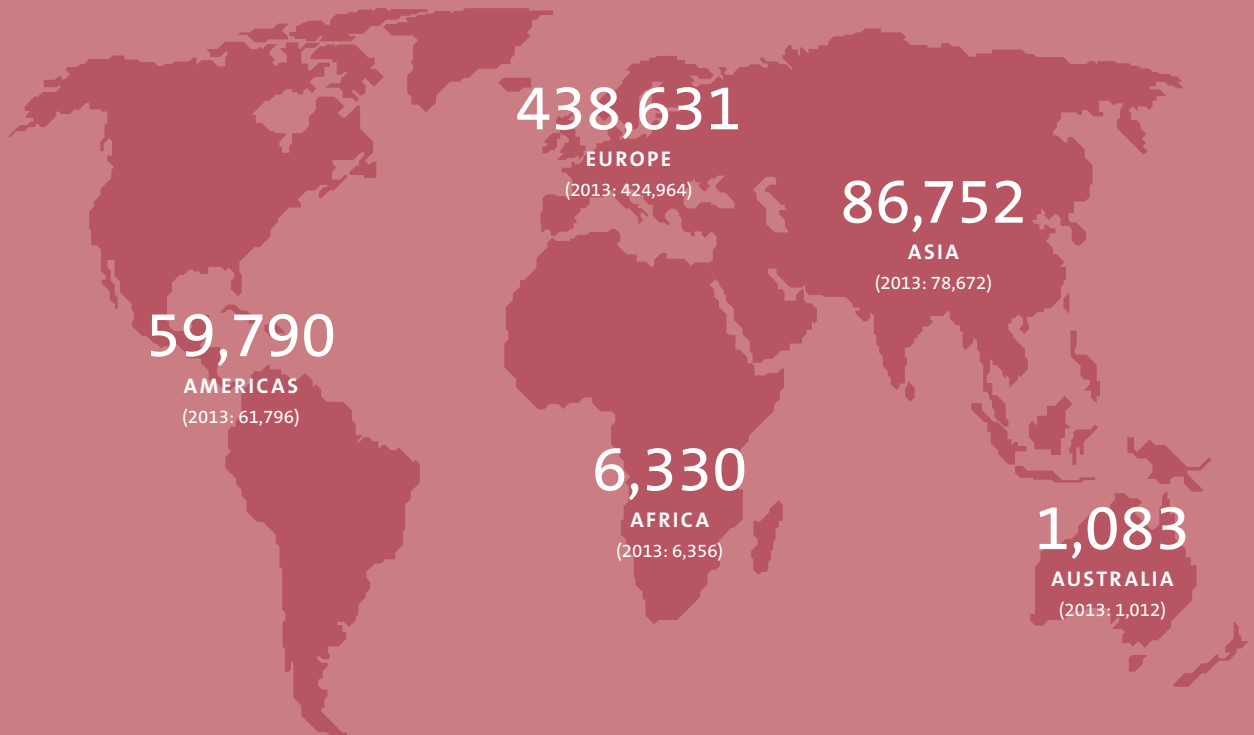 438,631
EUROPE
(2013: 424,964)
86,752
ASIA
(2013: 78,672)
59,790
AMERICAS
(2013: 61,796)
6,330
AFRICA
(2013: 6,356)
1,083
AUSTRALIA
(2013: 1,012)